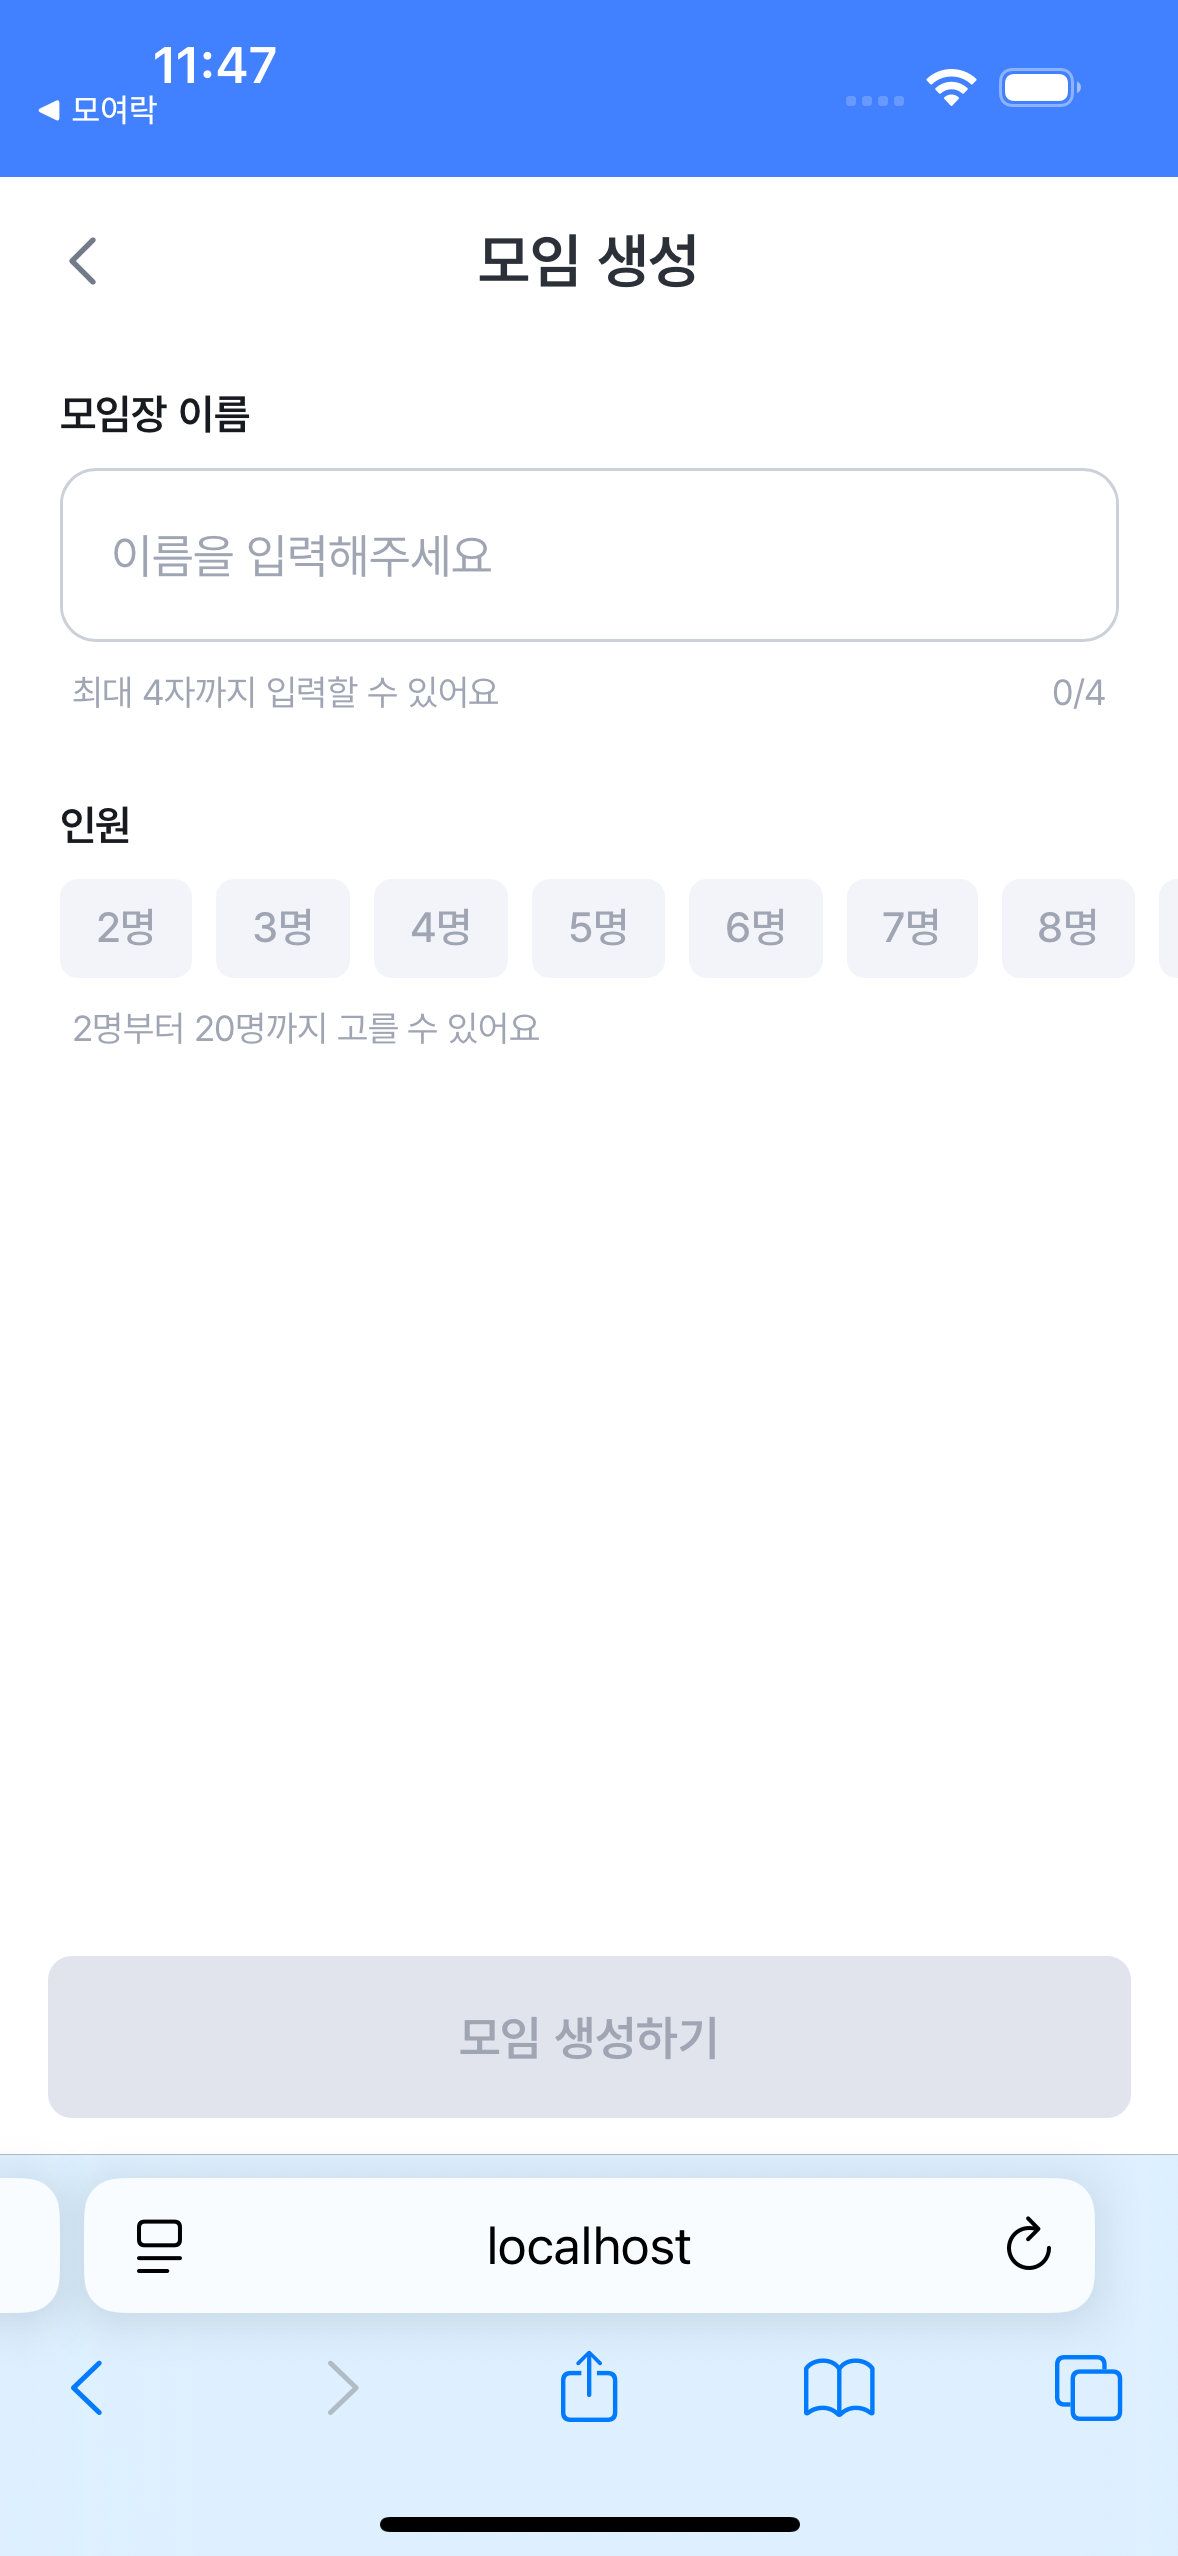 11:47
모여락
모임 생성
모임장 이름
이름을 입력해주세요
최대 4자까지 입력할 수 있어요 0/4
인원
2명 3명 4명 5명 6명 7명 8명
2명부터 20명까지 고를 수 있어요
모임 생성하기
localhost